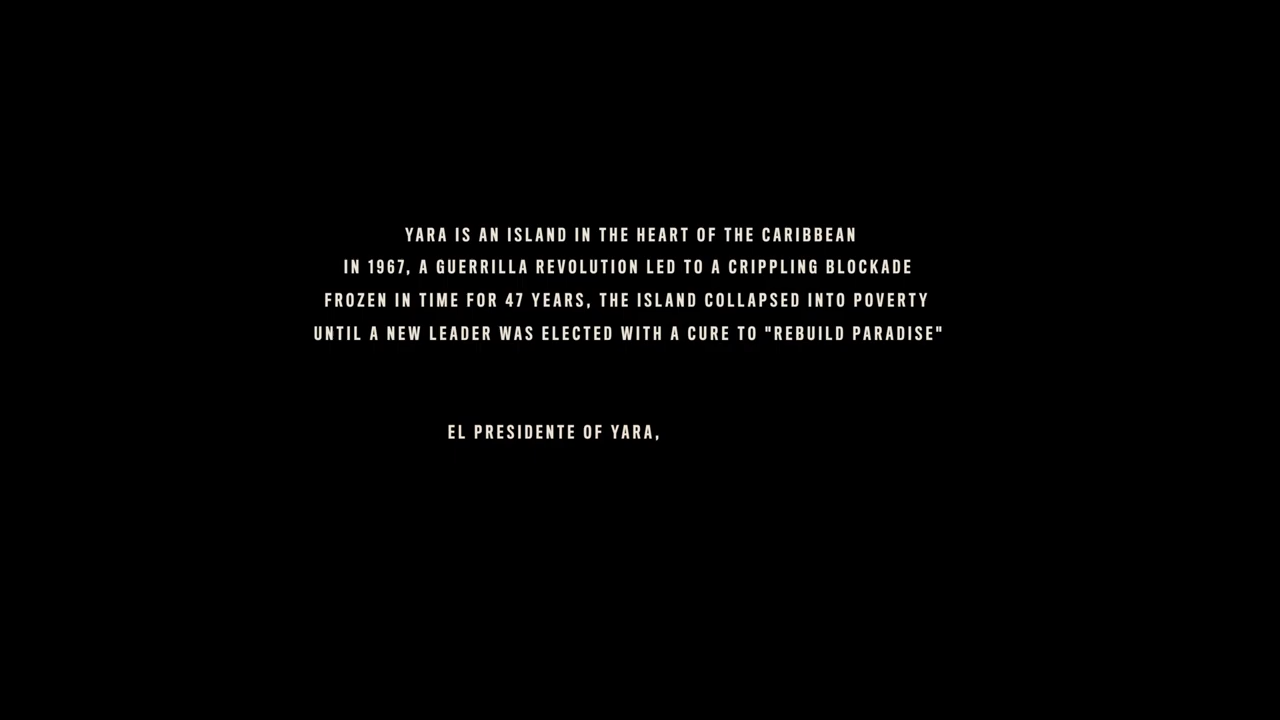 YARA IS AN ISLAND IN THE HEART OF THE CARIBBEAN
IN 1967, A GUERRILLA REVOLUTION LED TO A CRIPPLING BLOCKADE
FROZEN IN TIME FOR 47 YEARS, THE ISLAND COLLAPSED INTO POVERTY
UNTIL A NEW LEADER WAS ELECTED WITH A CURE TO "REBUILD PARADISE"
EL PRESIDENTE OF YARA,